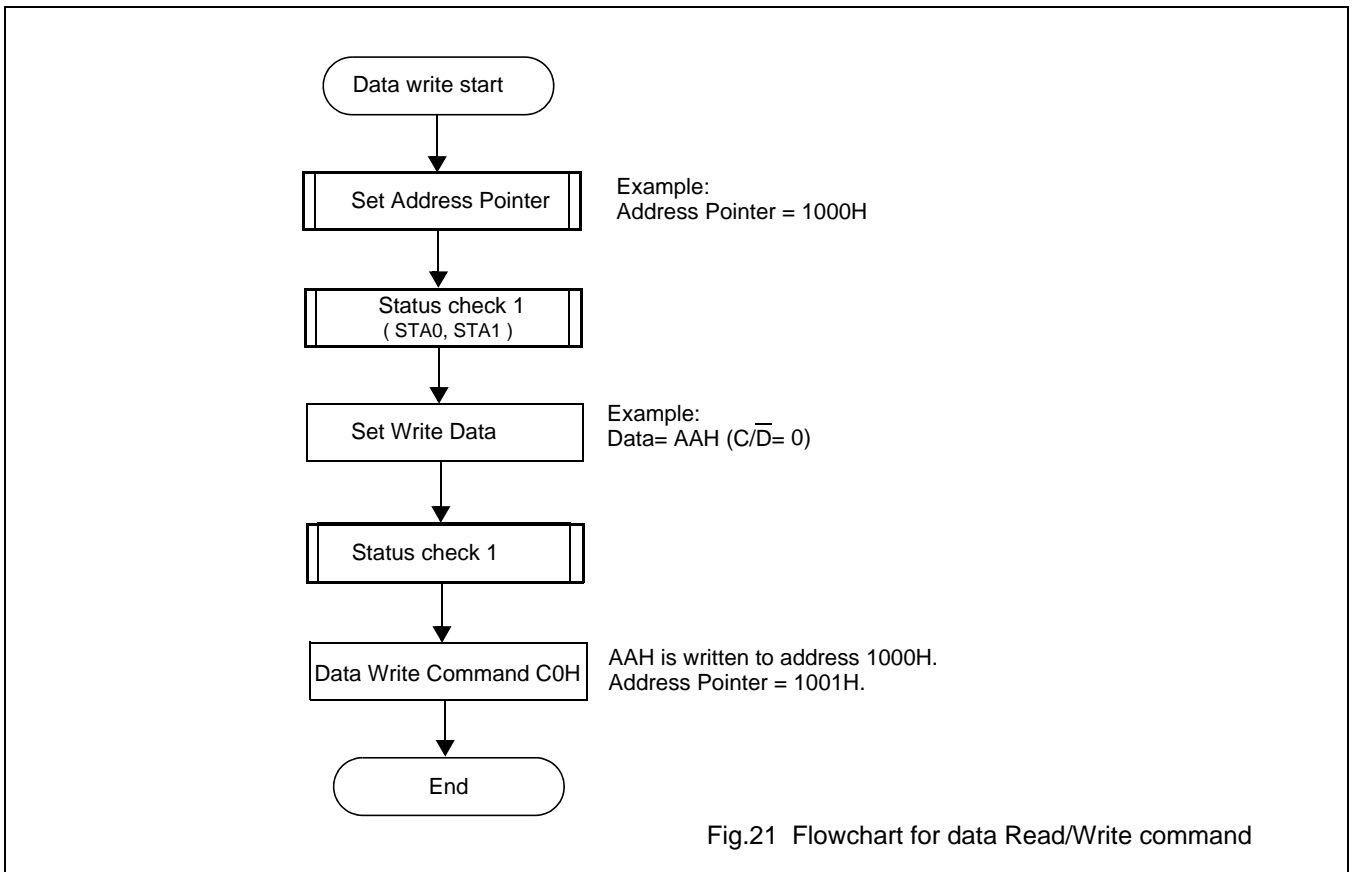 Data write start
Set Address Pointer
Example:
Address Pointer = 1000H
Status check 1
( STA0, STA1 )
Set Write Data
Example:
Data= AAH (C/D̅= 0)
Status check 1
Data Write Command C0H
AAH is written to address 1000H.
Address Pointer = 1001H.
End
Fig.21 Flowchart for data Read/Write command